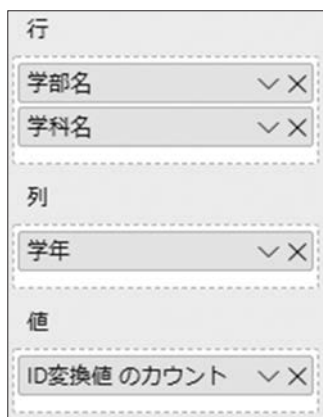 行
学部名
学科名
列
学年
値
ID変換値 のカウント